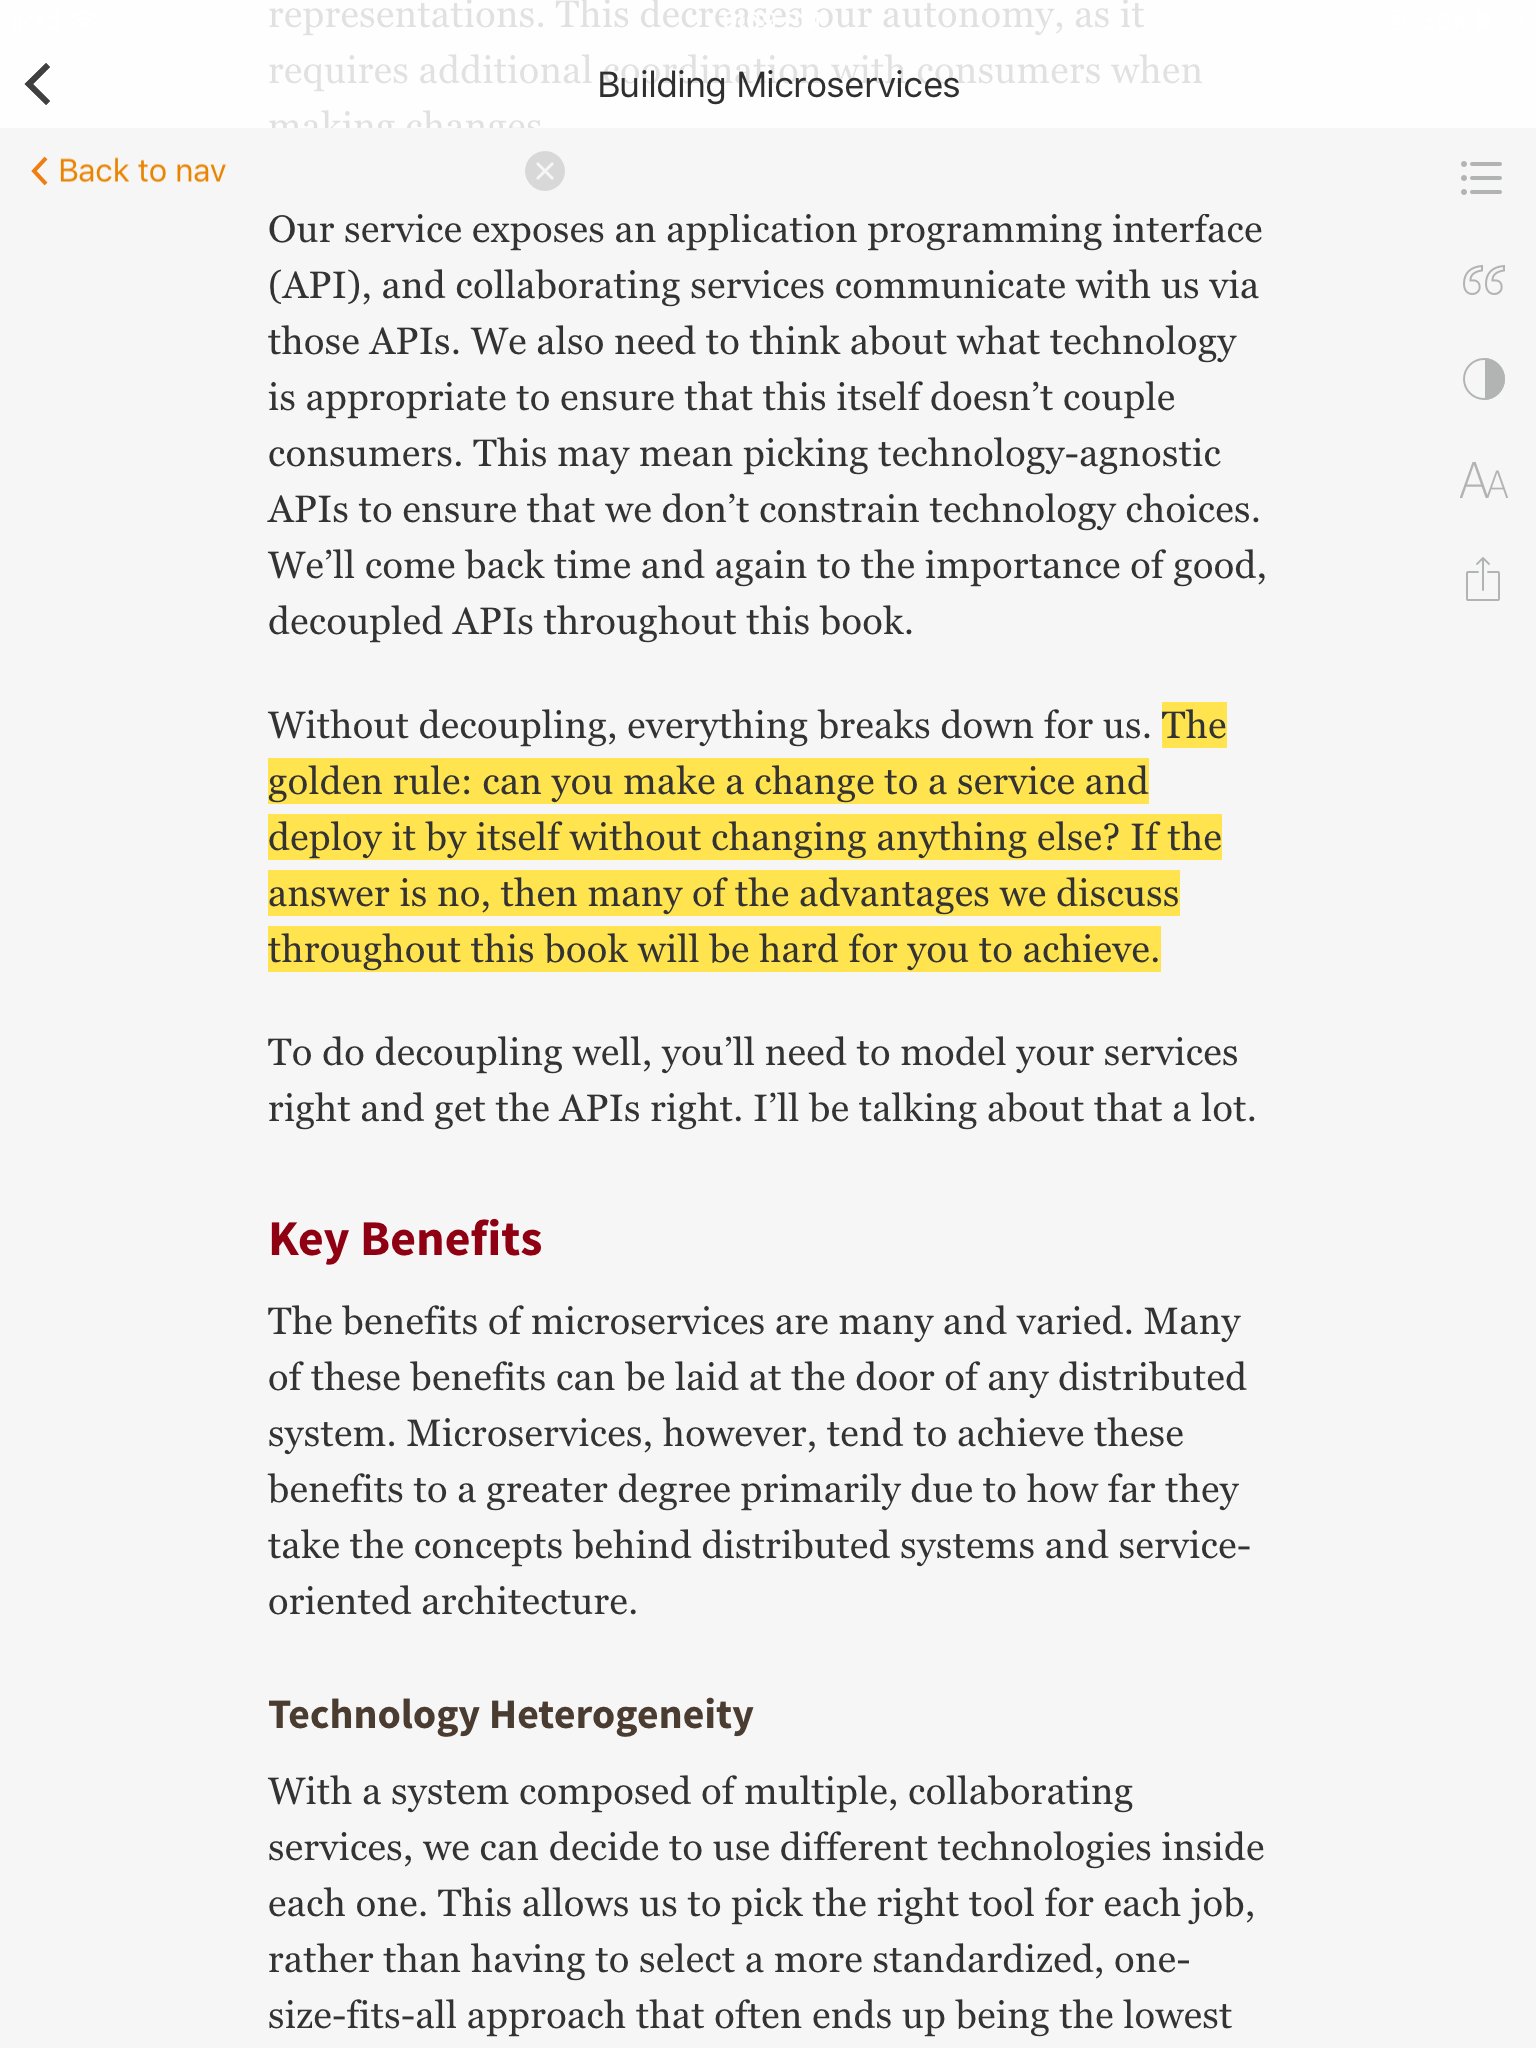 representations. This decreases our autonomy, as it
requires additional coordination with consumers when
making changes.
Building Microservices
Back to nav
Our service exposes an application programming interface
(API), and collaborating services communicate with us via
those APIs. We also need to think about what technology
is appropriate to ensure that this itself doesn’t couple
consumers. This may mean picking technology-agnostic
APIs to ensure that we don’t constrain technology choices.
We’ll come back time and again to the importance of good,
decoupled APIs throughout this book.
Without decoupling, everything breaks down for us. The
golden rule: can you make a change to a service and
deploy it by itself without changing anything else? If the
answer is no, then many of the advantages we discuss
throughout this book will be hard for you to achieve.
To do decoupling well, you’ll need to model your services
right and get the APIs right. I’ll be talking about that a lot.
Key Benefits
The benefits of microservices are many and varied. Many
of these benefits can be laid at the door of any distributed
system. Microservices, however, tend to achieve these
benefits to a greater degree primarily due to how far they
take the concepts behind distributed systems and service-
oriented architecture.
Technology Heterogeneity
With a system composed of multiple, collaborating
services, we can decide to use different technologies inside
each one. This allows us to pick the right tool for each job,
rather than having to select a more standardized, one-
size-fits-all approach that often ends up being the lowest
AA